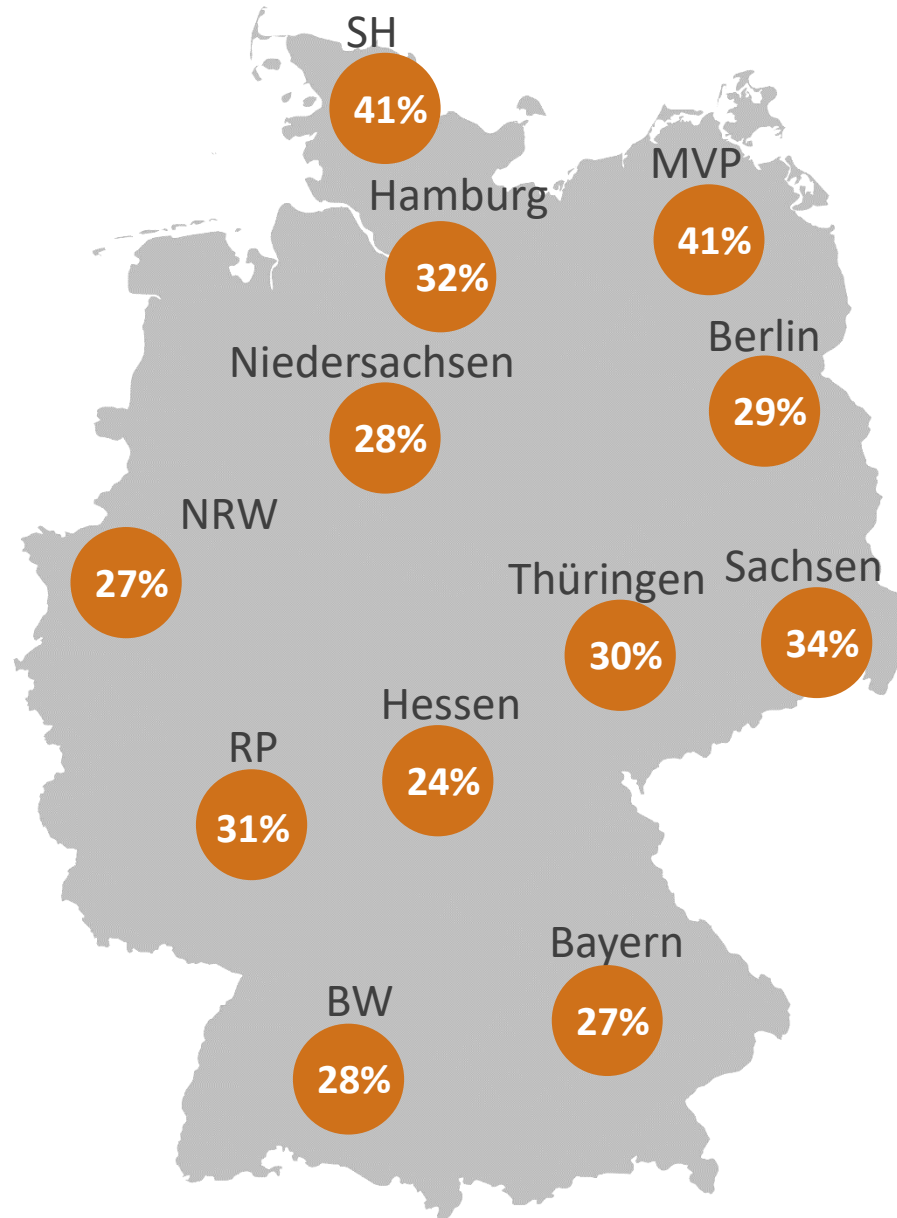 SH
41%
MVP
41%
Hamburg
32%
Berlin
29%
Niedersachsen
28%
NRW
27%
Thüringen
30%
Sachsen
34%
Hessen
24%
RP
31%
Bayern
27%
BW
28%